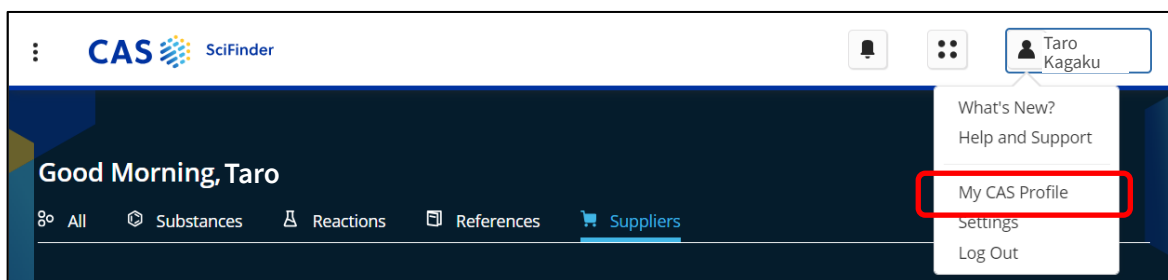 CAS SciFinder
Taro
Kagaku
What's New?
Help and Support
My CAS Profile
Settings
Log Out
Good Morning, Taro
All Substances Reactions References Suppliers